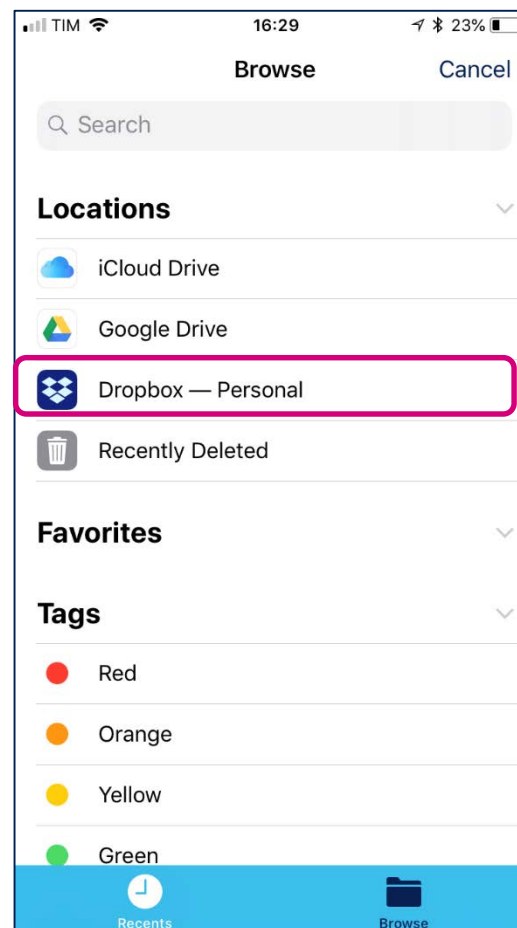 TIM 16:29 23%
Browse Cancel
Search
Locations
iCloud Drive
Google Drive
Dropbox — Personal
Recently Deleted
Favorites
Tags
Red
Orange
Yellow
Green
Recents Browse